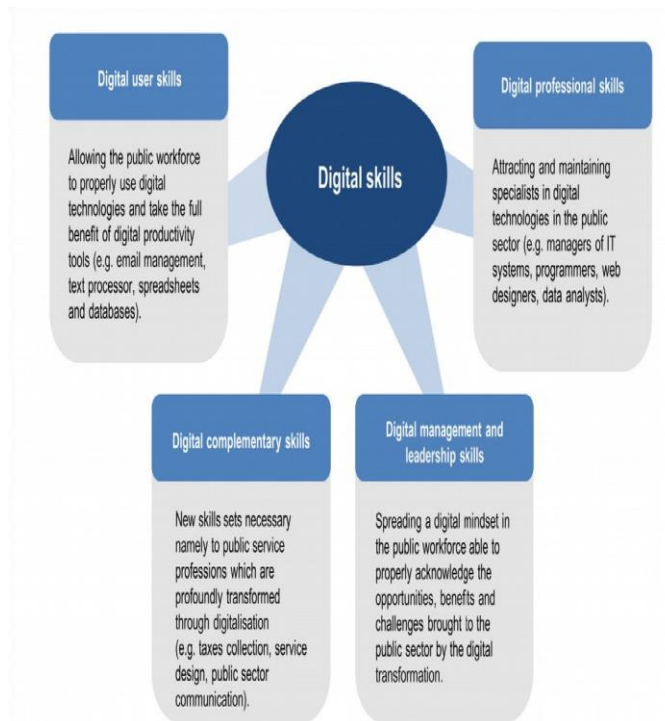 Digital user skills
Allowing the public workforce
to properly use digital
technologies and take the full
benefit of digital productivity
tools (e.g. email management,
text processor, spreadsheets
and databases).
Digital skills
Digital professional skills
Attracting and maintaining
specialists in digital
technologies in the public
sector (e.g. managers of IT
systems, programmers, web
designers, data analysts).
Digital complementary skills
New skills sets necessary
namely to public service
professions which are
profoundly transformed
through digitalisation
(e.g. taxes collection, service
design, public sector
communication).
Digital management and
leadership skills
Spreading a digital mindset in
the public workforce able to
properly acknowledge the
opportunities, benefits and
challenges brought to the
public sector by the digital
transformation.